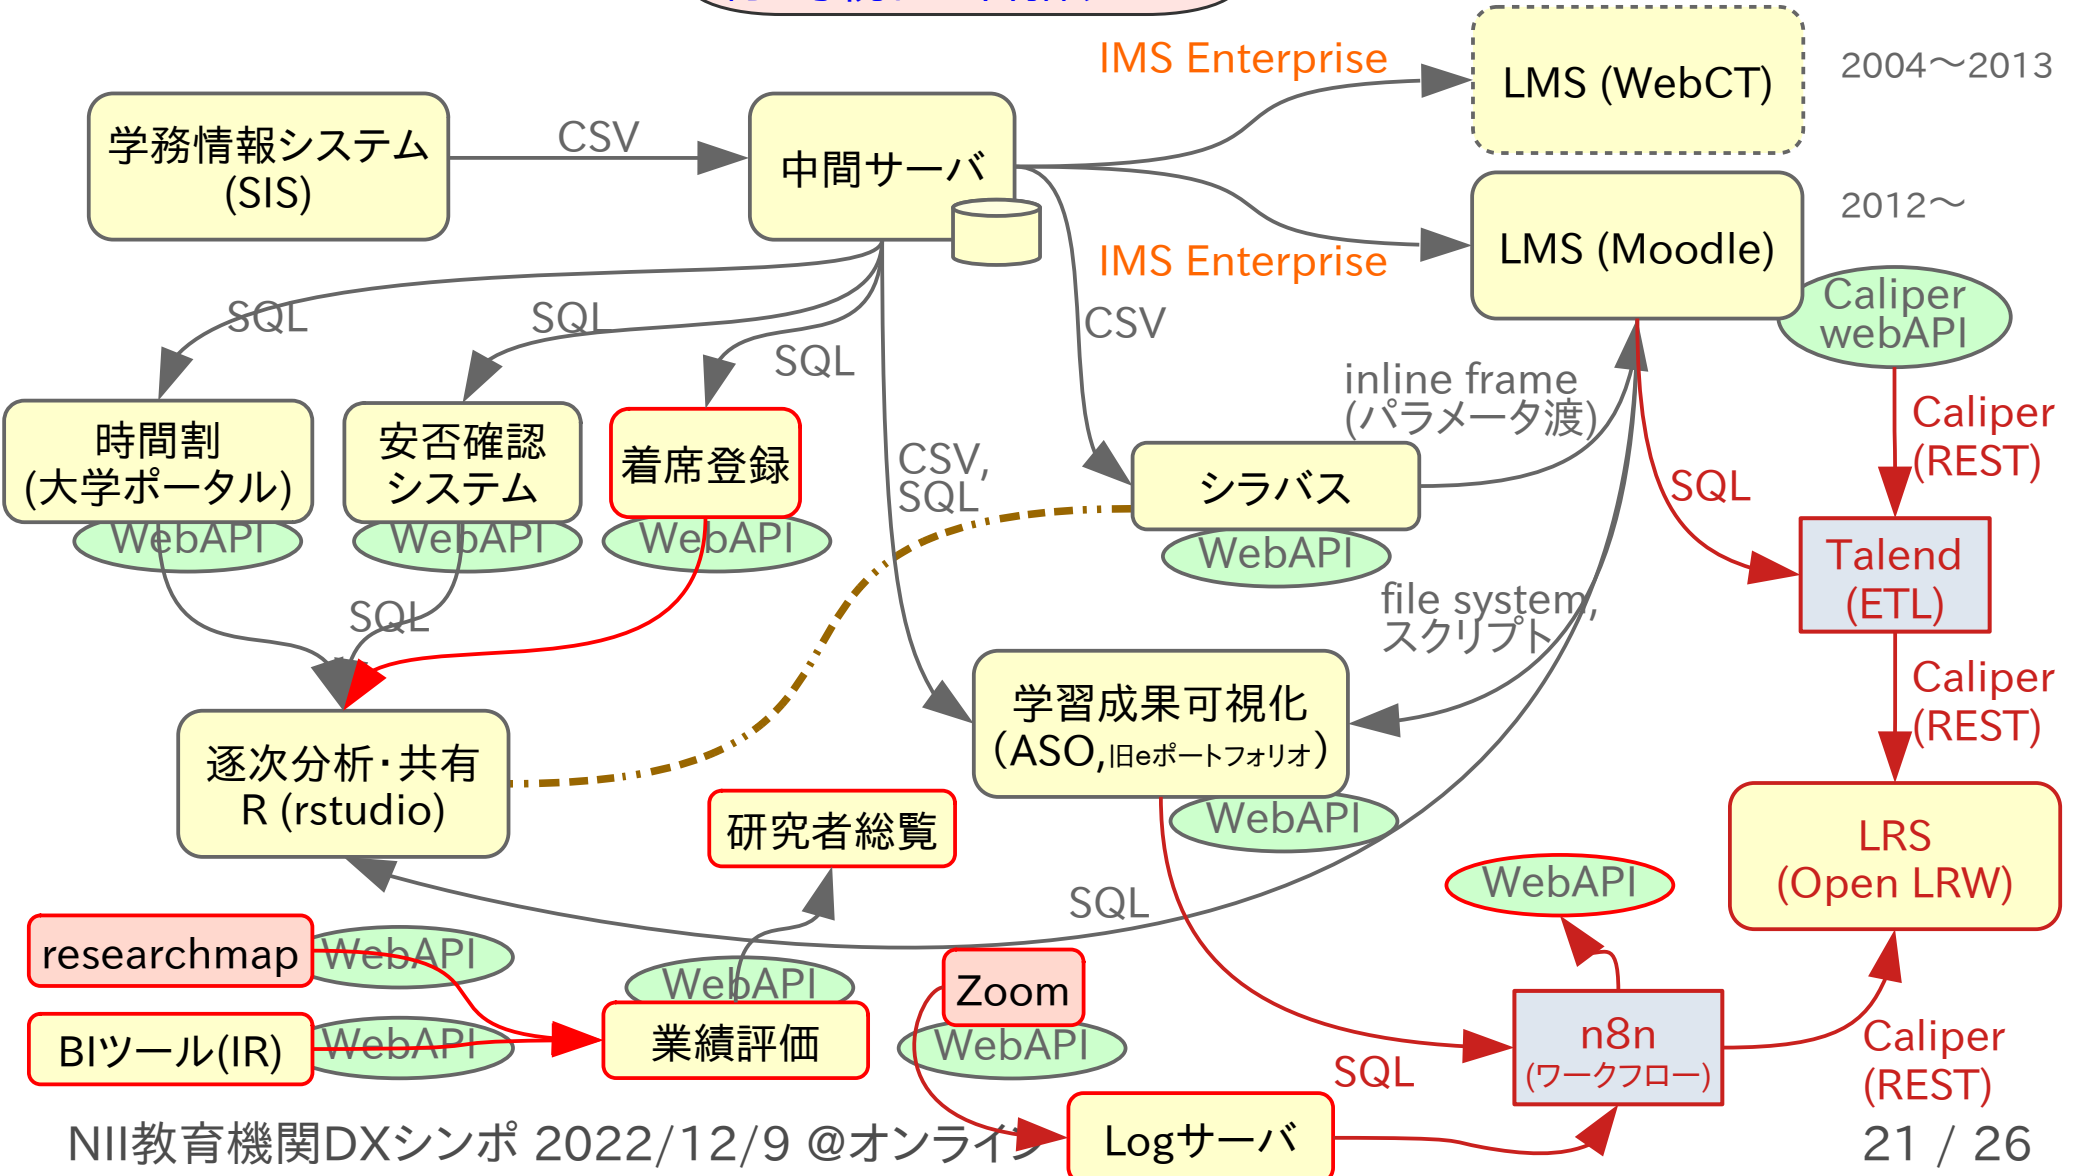 IMS Enterprise
LMS (WebCT)
2004～2013
学務情報システム
(SIS)
CSV
中間サーバ
2012～
LMS (Moodle)
IMS Enterprise
Caliper
webAPI
SQL
SQL
SQL
CSV
inline frame
(パラメータ渡)
Caliper
(REST)
時間割
(大学ポータル)
安否確認
システム
着席登録
CSV,
SQL
シラバス
SQL
WebAPI
WebAPI
WebAPI
WebAPI
Talend
(ETL)
SQL
file system,
スクリプト
Caliper
(REST)
学習成果可視化
(ASO,旧eポートフォリオ)
逐次分析・共有
R (rstudio)
研究者総覧
WebAPI
LRS
(Open LRW)
WebAPI
SQL
researchmap
WebAPI
WebAPI
Zoom
BIツール(IR)
WebAPI
業績評価
WebAPI
n8n
(ワークフロー)
SQL
Caliper
(REST)
Logサーバ
NII教育機関DXシンポ 2022/12/9 @オンライン
21 / 26